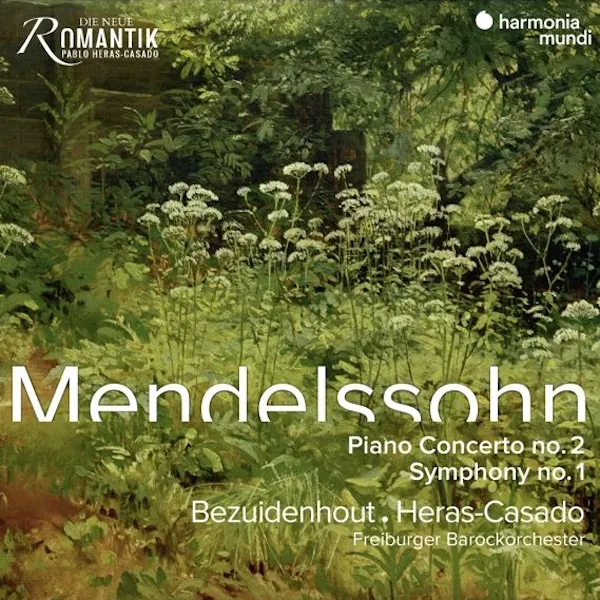 DIE NEUE
ROMANTIK
PABLO HERAS-CASADO
harmonia
mundi
Mendelssohn
Piano Concerto no. 2
Symphony no. 1
Bezuidenhout . Heras-Casado
Freiburger Barockorchester